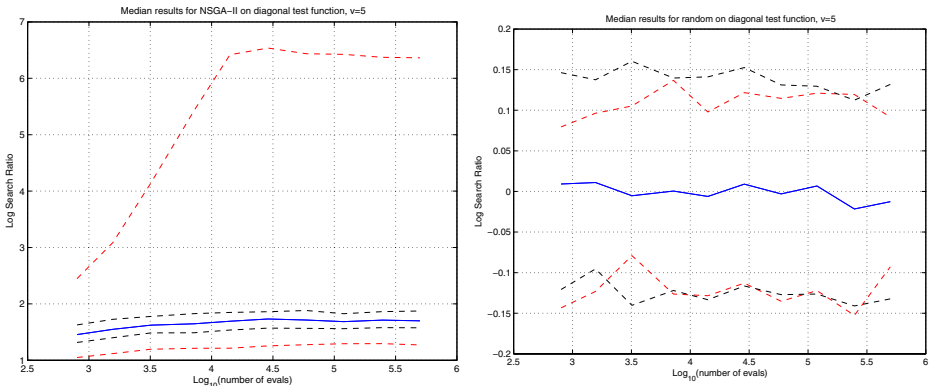 Median results for NSGA-II on diagonal test function, v=5
7
6
5
4
3
2
1
Log Search Ratio
2.5 3 3.5 4 4.5 5 5.5 6
Log10(number of evals)
Median results for random on diagonal test function, v=5
0.2
0.15
0.1
0.05
0
−0.05
−0.1
−0.15
−0.2
Log Search Ratio
2.5 3 3.5 4 4.5 5 5.5 6
Log10(number of evals)